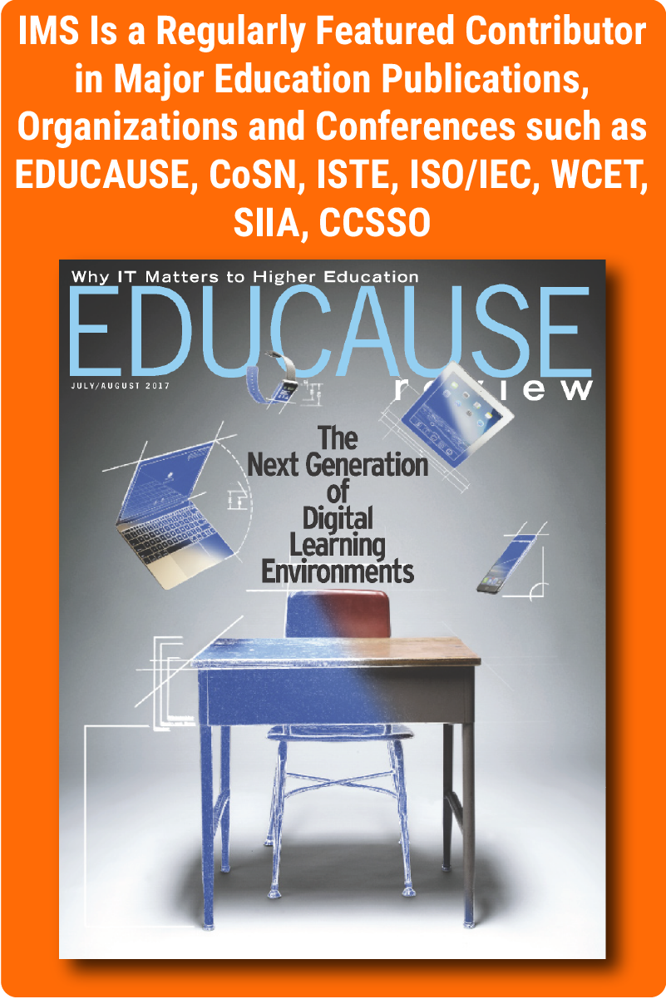 IMS Is a Regularly Featured Contributor
in Major Education Publications,
Organizations and Conferences such as
EDUCAUSE, CoSN, ISTE, ISO/IEC, WCET,
SIIA, CCSSO
Why IT Matters to Higher Education
EDUCAUSE
review
JULY/AUGUST 2017
The
Next Generation
of
Digital
Learning
Environments